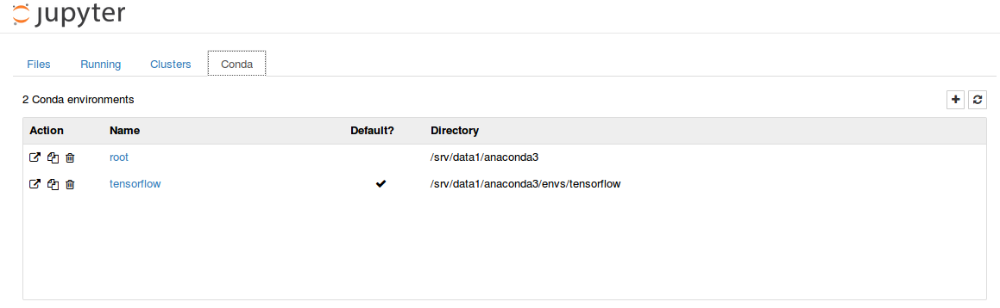 jupyter
Files Running Clusters Conda
2 Conda environments
Action Name Default? Directory
root /srv/data1/anaconda3
tensorflow /srv/data1/anaconda3/envs/tensorflow